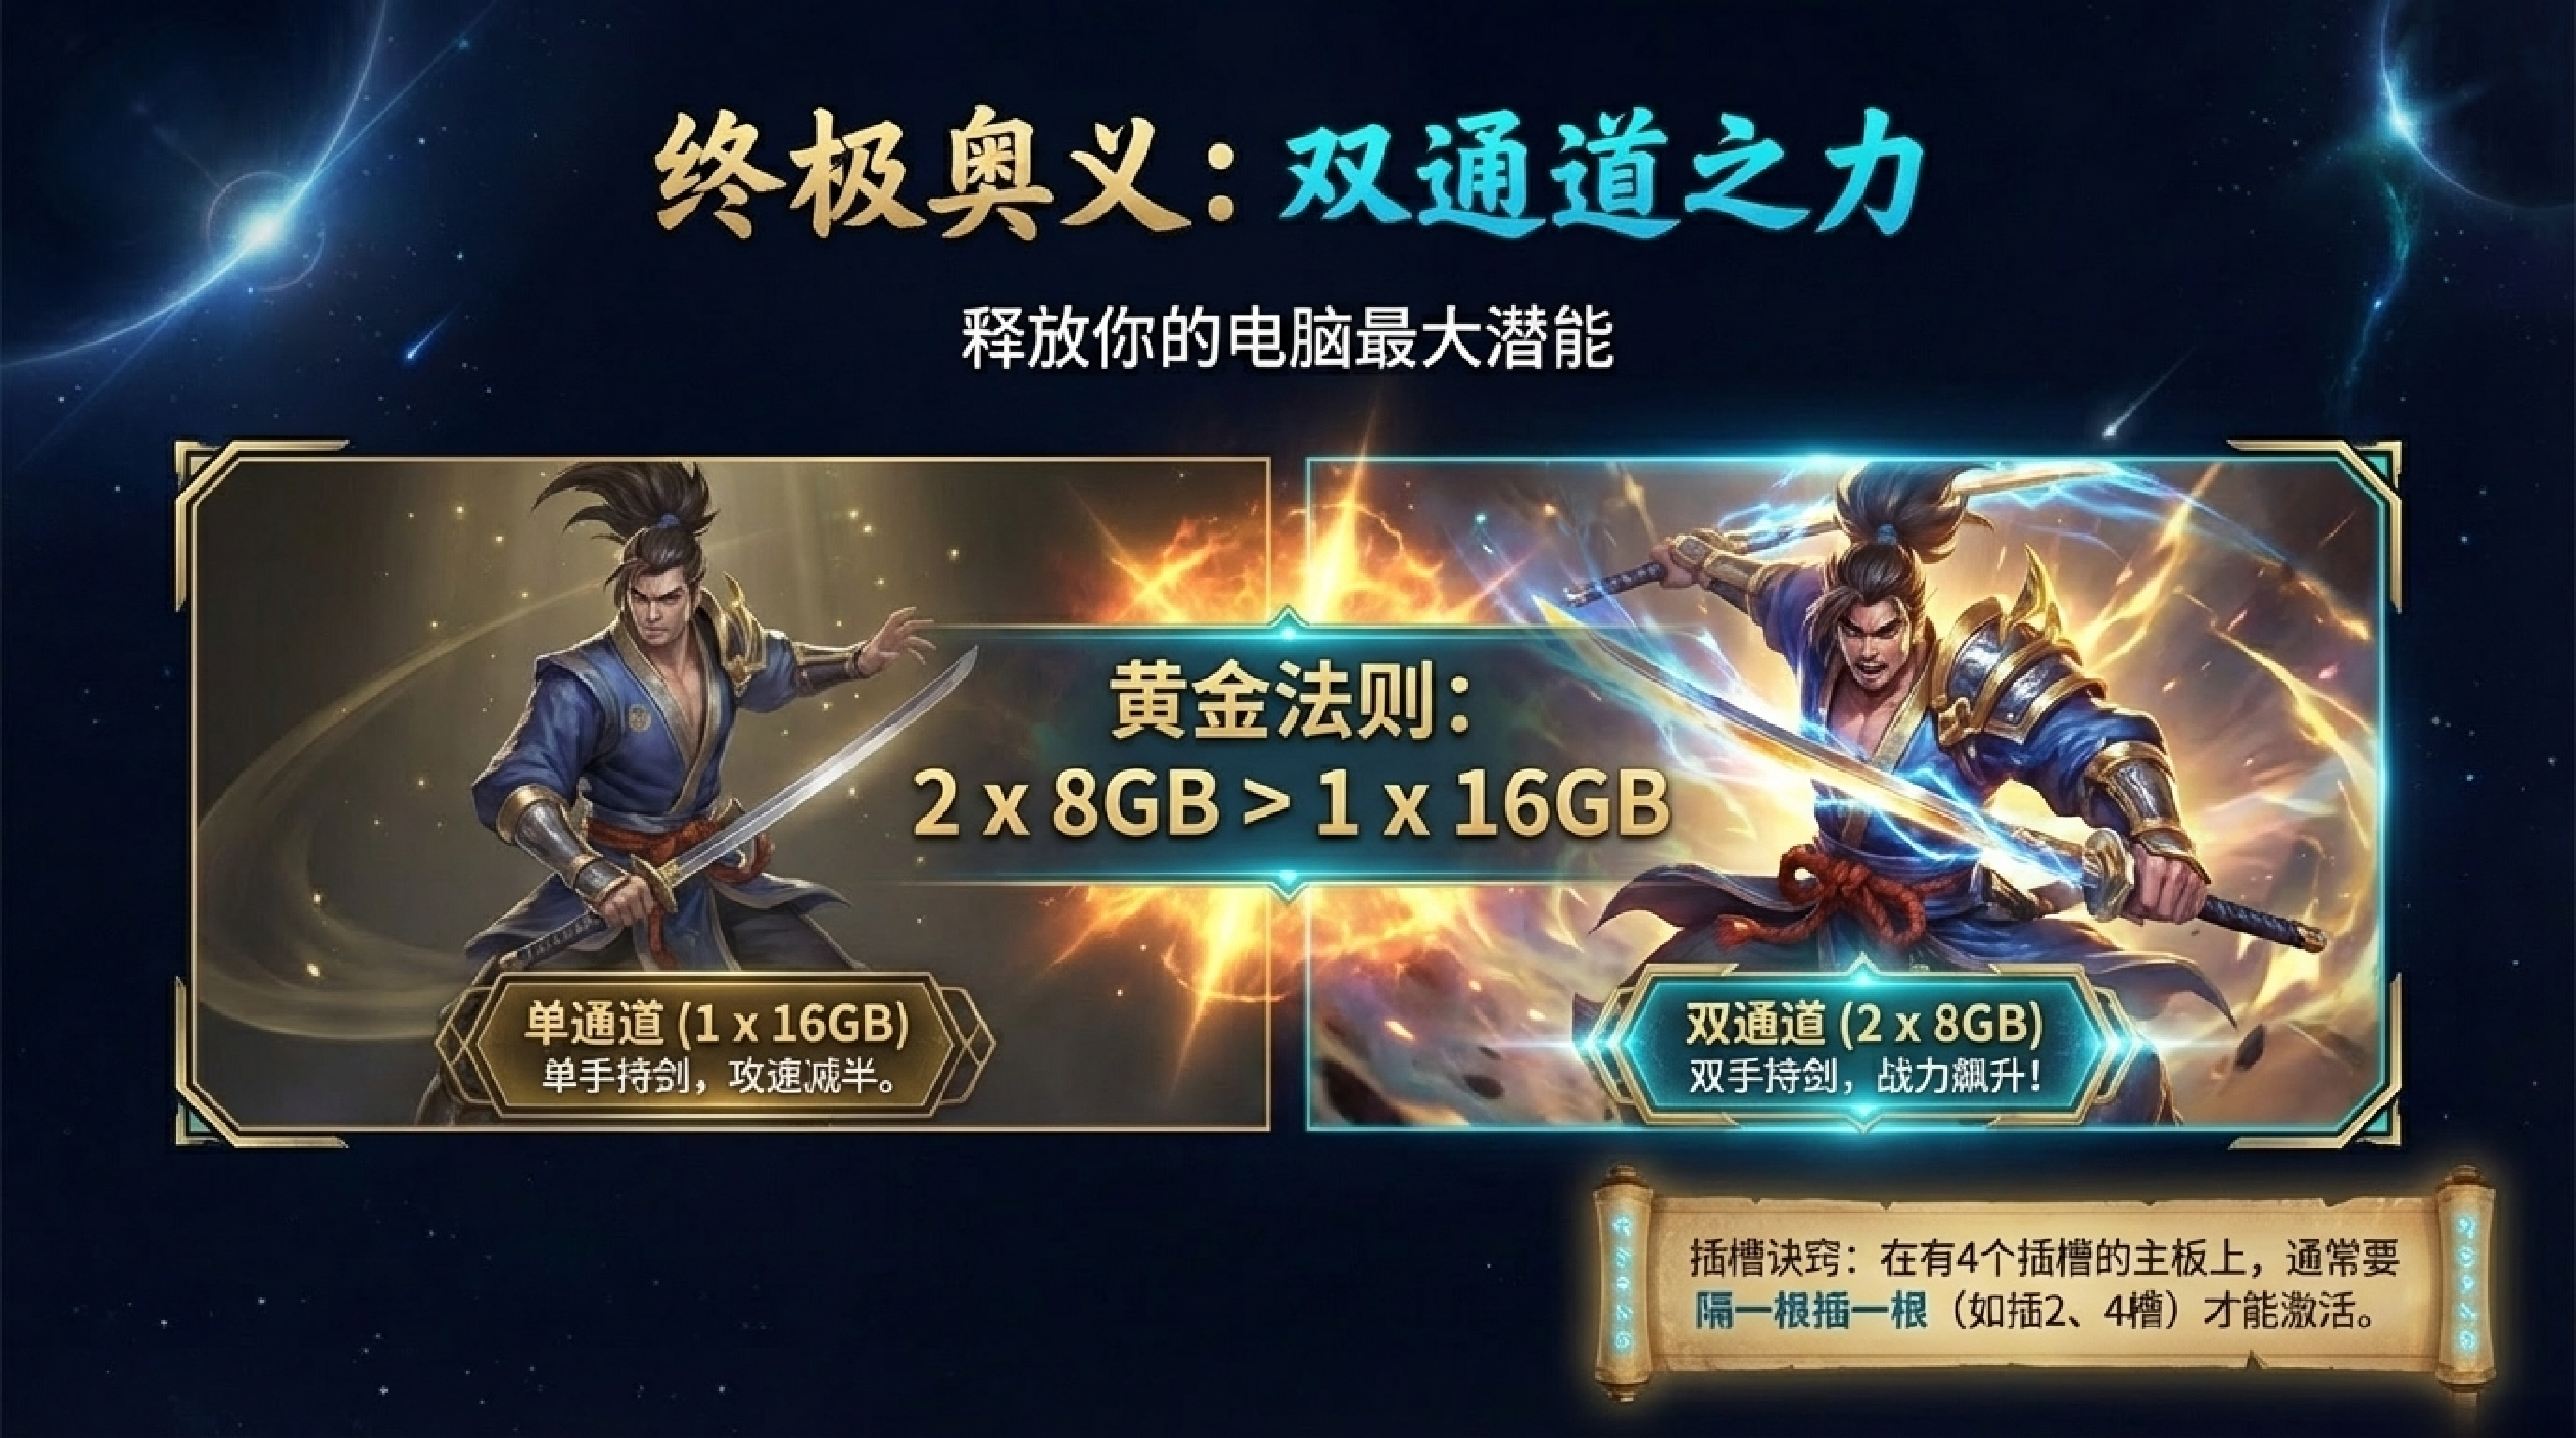 终极奥义：双通道之力
释放你的电脑最大潜能
黄金法则：
2 x 8GB > 1 x 16GB
单通道 (1 x 16GB)
单手持剑，攻速减半。
双通道 (2 x 8GB)
双手持剑，战力飙升！
插槽诀窍：在有4个插槽的主板上，通常要
隔一根插一根（如插2、4槽）才能激活。